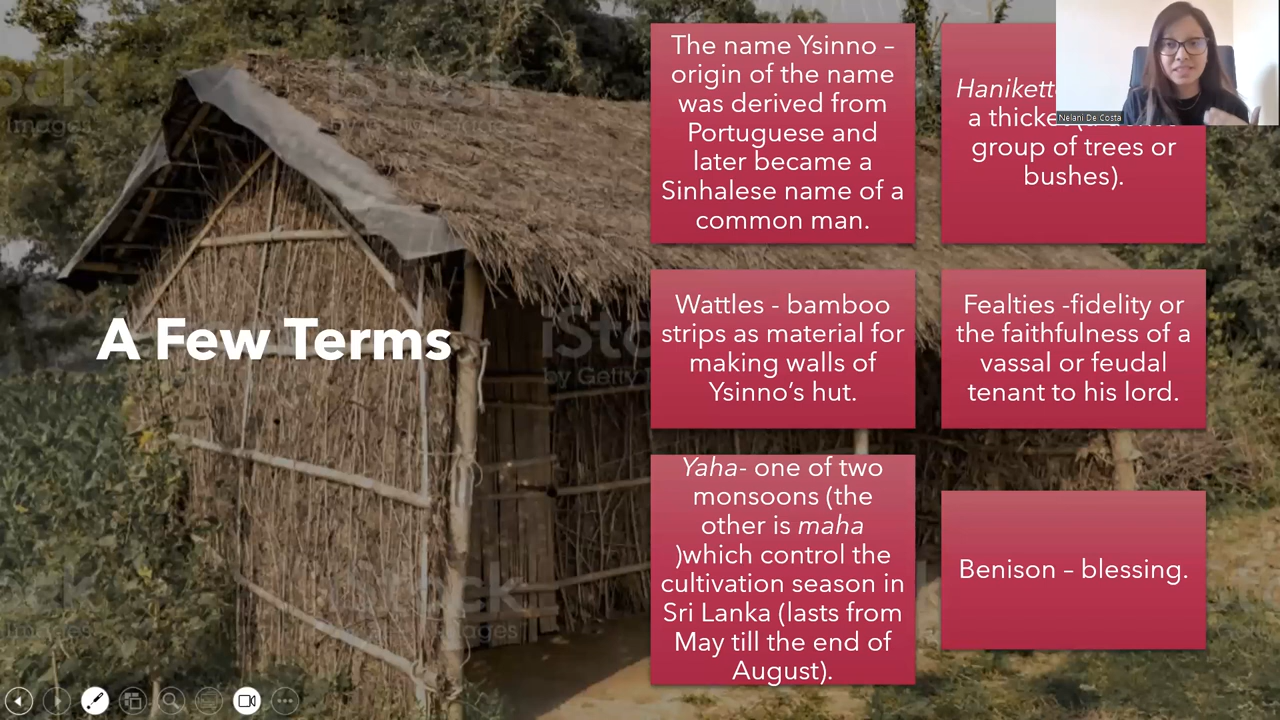 A Few Terms
The name Ysinno –
origin of the name
was derived from
Portuguese and
later became a
Sinhalese name of a
common man.
Nelani De Costa
a
group of trees or
bushes).
Wattles - bamboo
strips as material for
making walls of
Ysinno's hut.
Fealties -fidelity or
the faithfulness of a
vassal or feudal
tenant to his lord.
Yaha- one of two
monsoons (the
other is maha
)which control the
cultivation season in
Sri Lanka (lasts from
May till the end of
August).
Benison – blessing.
iStock
by Getty
Images